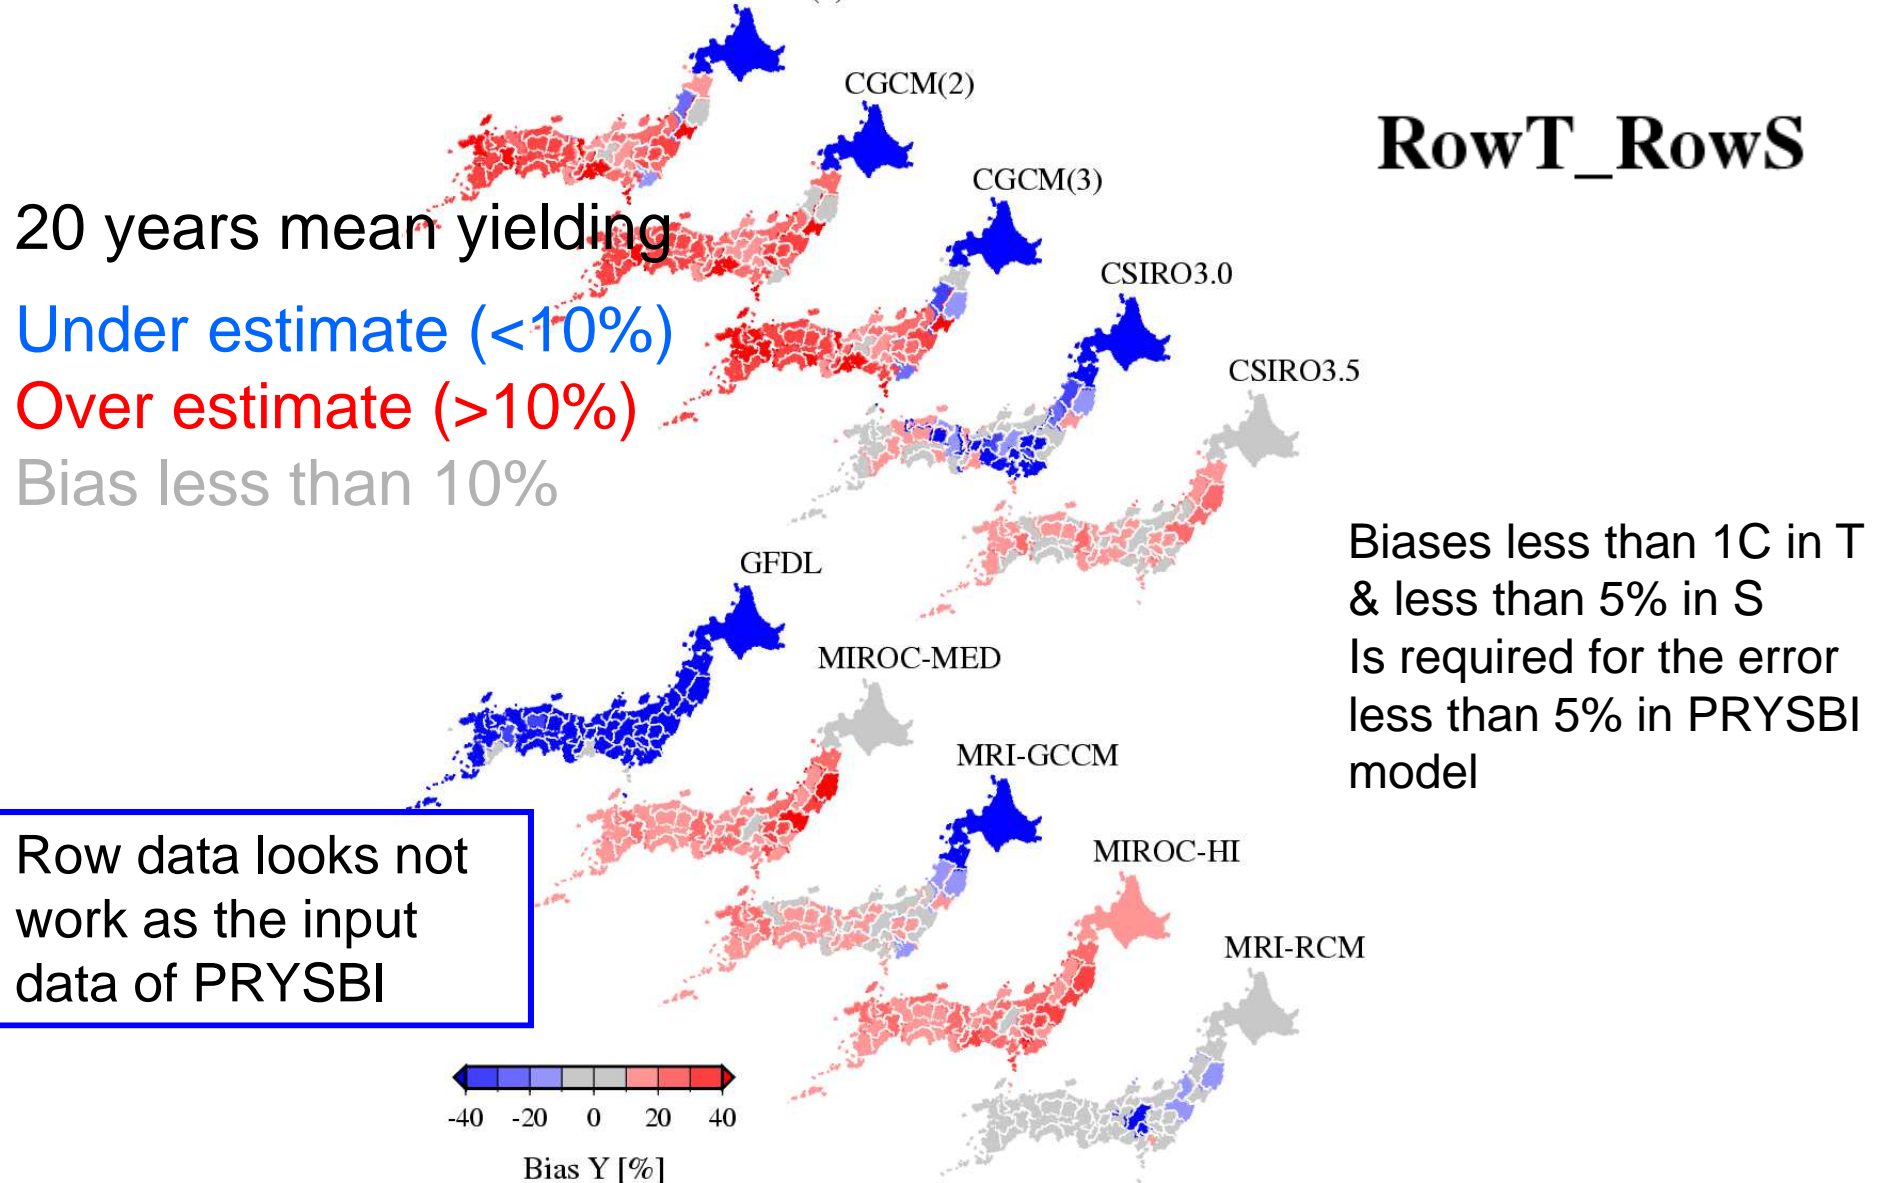 CGCM(2)
RowT_RowS
CGCM(3)
20 years mean yielding
CSIRO3.0
Under estimate (<10%)
CSIRO3.5
Over estimate (>10%)
Bias less than 10%
Biases less than 1C in T
& less than 5% in S
Is required for the error
less than 5% in PRYSBI
model
GFDL
MIROC-MED
MRI-GCCM
Row data looks not
work as the input
data of PRYSBI
MIROC-HI
MRI-RCM
-40 -20 0 20 40
Bias Y [%]